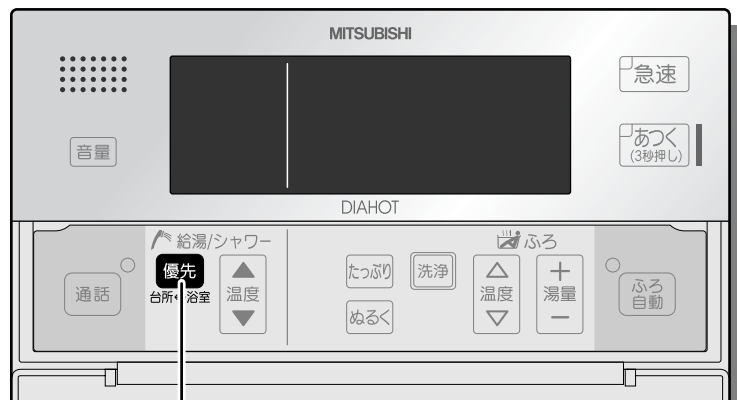 MITSUBISHI
急速
音量
あつく
(3秒押し)
DIAHOT
給湯/シャワー
ふろ
優先
台所↔浴室
温度
たっぷり
洗浄
ぬるく
温度
湯量
通話
ふろ
自動